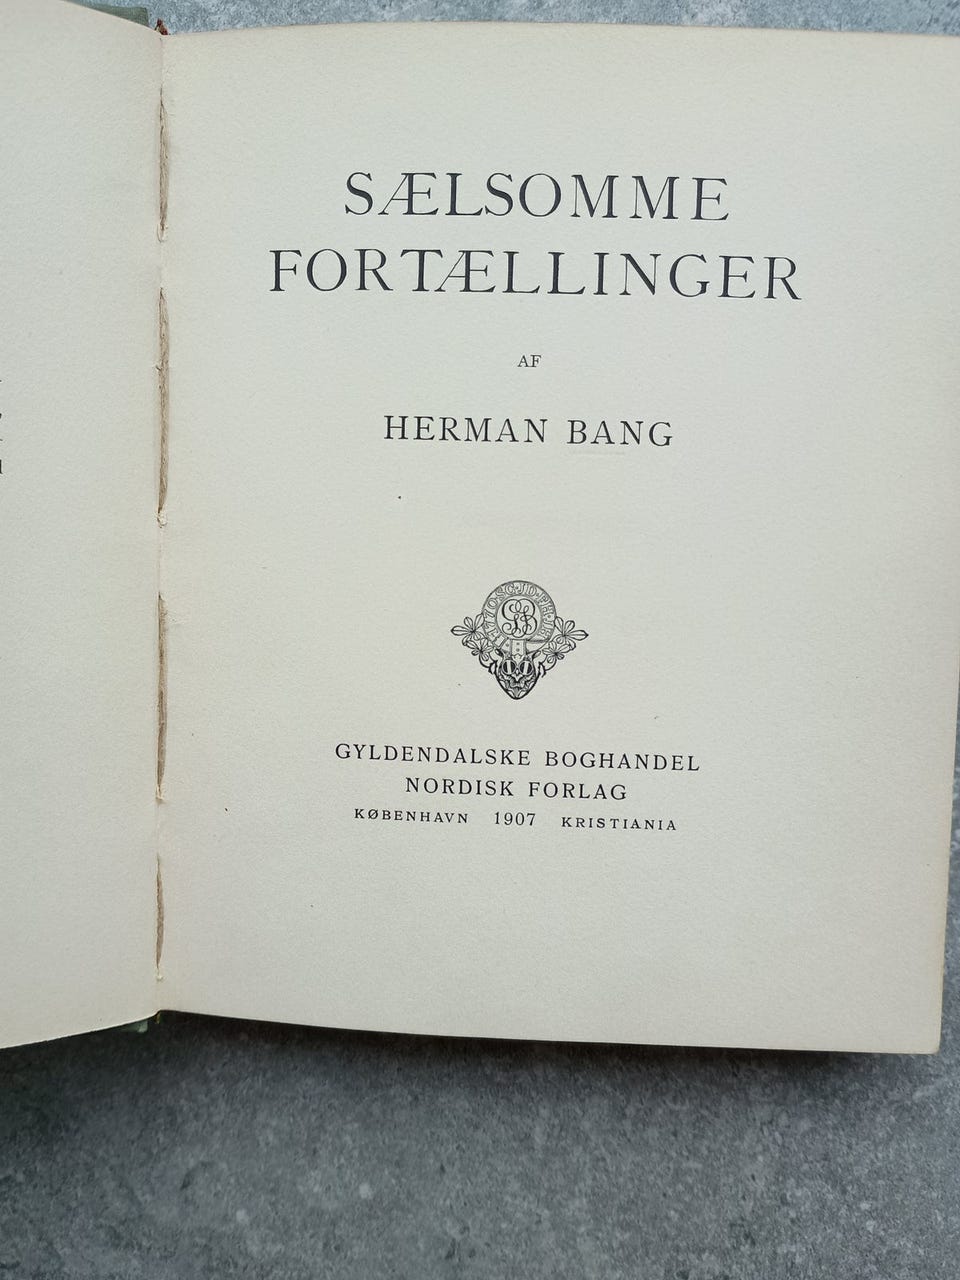 SÆLSOMME
FORTÆLLINGER
AF
HERMAN BANG
GYLDENDALSKE BOGHANDEL
NORDISK FORLAG
KØBENHAVN 1907 KRISTIANIA